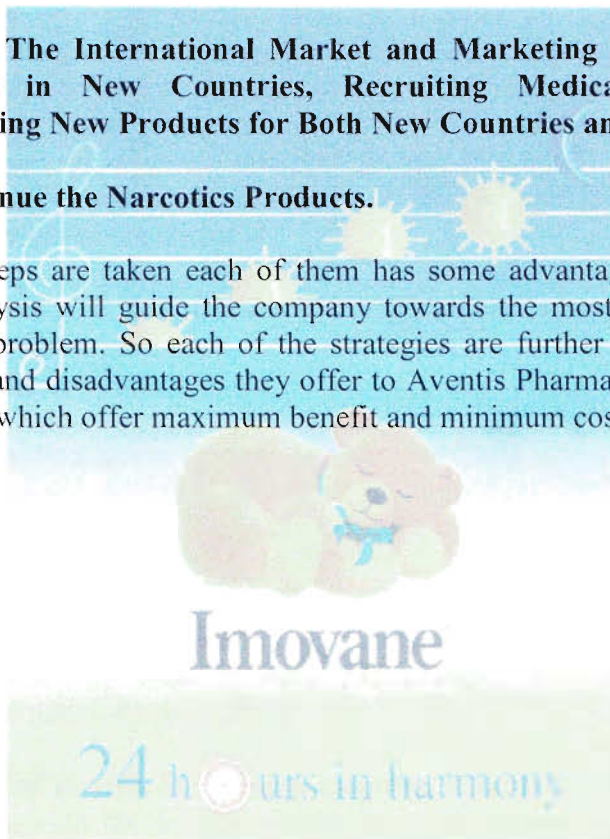 The International Market and Marketing
in New Countries, Recruiting Medica
ing New Products for Both New Countries an
nue the Narcotics Products.
eps are taken each of them has some advanta
ysis will guide the company towards the most
problem. So each of the strategies are further
and disadvantages they offer to Aventis Pharma
which offer maximum benefit and minimum cos
Imovane
24 hours in harmony